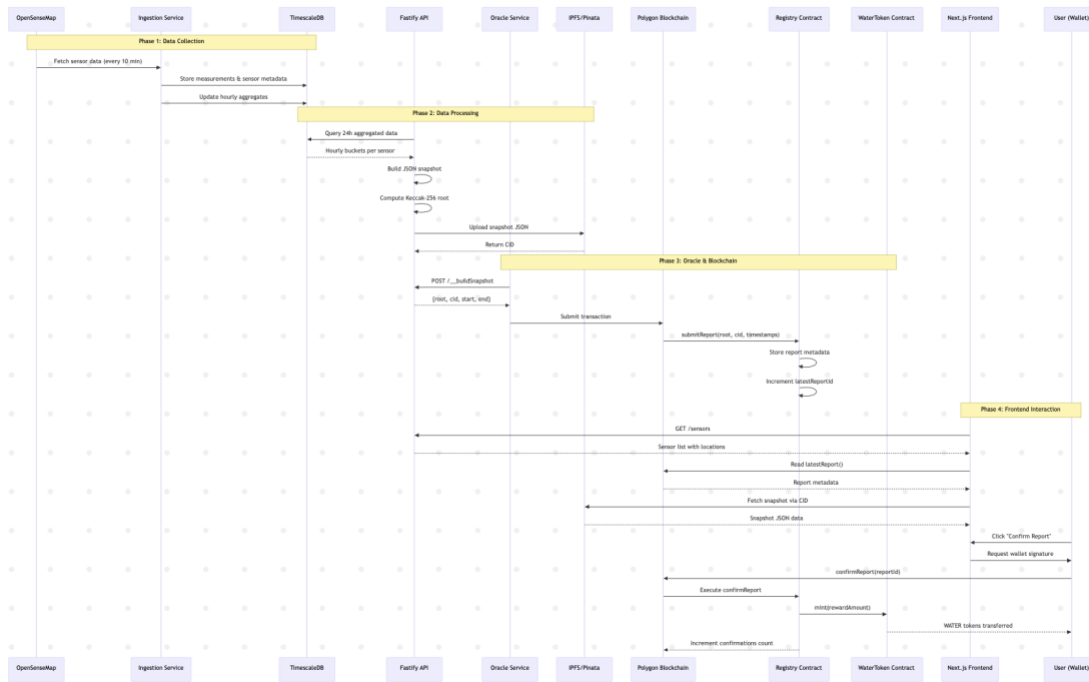 OpenSenseMap
Ingestion Service
TimescaleDB
Fastify API
Oracle Service
IPFS/Pinata
Polygon Blockchain
Registry Contract
WaterToken Contract
Next.js Frontend
User (Wallet)
Phase 1: Data Collection
Fetch sensor data (every 10 min)
Store measurements & sensor metadata
Update hourly aggregates
Phase 2: Data Processing
Query 24h aggregated data
Hourly buckets per sensor
Build JSON snapshot
Compute Keccak-256 root
Upload snapshot JSON
Return CID
Phase 3: Oracle & Blockchain
POST /__buildSnapshot
{root, cid, start, end}
Submit transaction
submitReport(root, cid, timestamps)
Store report metadata
Increment latestReportId
Phase 4: Frontend Interaction
GET /sensors
Sensor list with locations
Read latestReport()
Report metadata
Fetch snapshot via CID
Snapshot JSON data
Click "Confirm Report"
Request wallet signature
confirmReport(reportId)
Execute confirmReport
mint(rewardAmount)
WATER tokens transferred
Increment confirmations count
OpenSenseMap
Ingestion Service
TimescaleDB
Fastify API
Oracle Service
IPFS/Pinata
Polygon Blockchain
Registry Contract
WaterToken Contract
Next.js Frontend
User (Wallet)